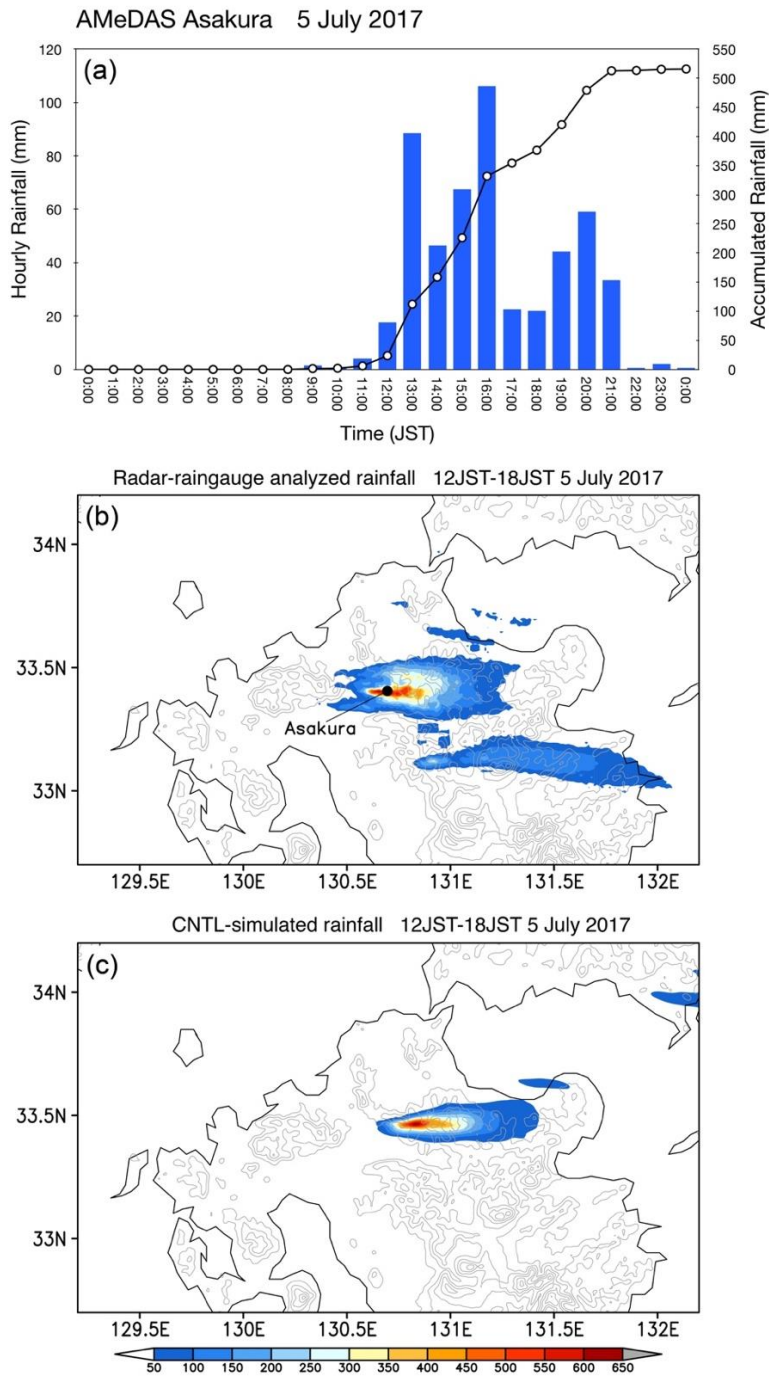 AMeDAS Asakura 5 July 2017
(a)
Hourly Rainfall (mm)
120
100
80
60
40
20
0
Accumulated Rainfall (mm)
550
500
450
400
350
300
250
200
150
100
50
0
0:00 1:00 2:00 3:00 4:00 5:00 6:00 7:00 8:00 9:00 10:00 11:00 12:00 13:00 14:00 15:00 16:00 17:00 18:00 19:00 20:00 21:00 22:00 23:00 0:00
Time (JST)
Radar-raingauge analyzed rainfall 12JST-18JST 5 July 2017
(b)
34N
33.5N
Asakura
33N
129.5E 130E 130.5E 131E 131.5E 132E
CNTL-simulated rainfall 12JST-18JST 5 July 2017
(c)
34N
33.5N
33N
129.5E 130E 130.5E 131E 131.5E 132E
50 100 150 200 250 300 350 400 450 500 550 600 650